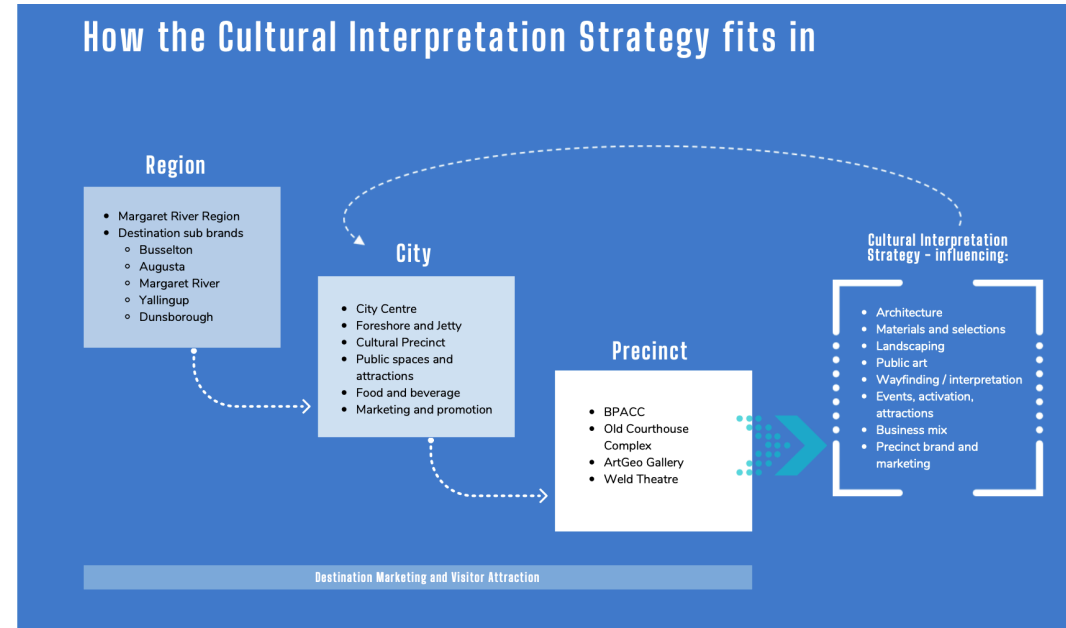 How the Cultural Interpretation Strategy fits in
Region
• Margaret River Region
• Destination sub brands
◦ Busselton
◦ Augusta
◦ Margaret River
◦ Yallingup
◦ Dunsborough
City
• City Centre
• Foreshore and Jetty
• Cultural Precinct
• Public spaces and
attractions
• Food and beverage
• Marketing and promotion
Precinct
• BPACC
• Old Courthouse
Complex
• ArtGeo Gallery
• Weld Theatre
Cultural Interpretation
Strategy - influencing:
• Architecture
• Materials and selections
• Landscaping
• Public art
• Wayfinding / interpretation
• Events, activation,
attractions
• Business mix
• Precinct brand and
marketing
Destination Marketing and Visitor Attraction